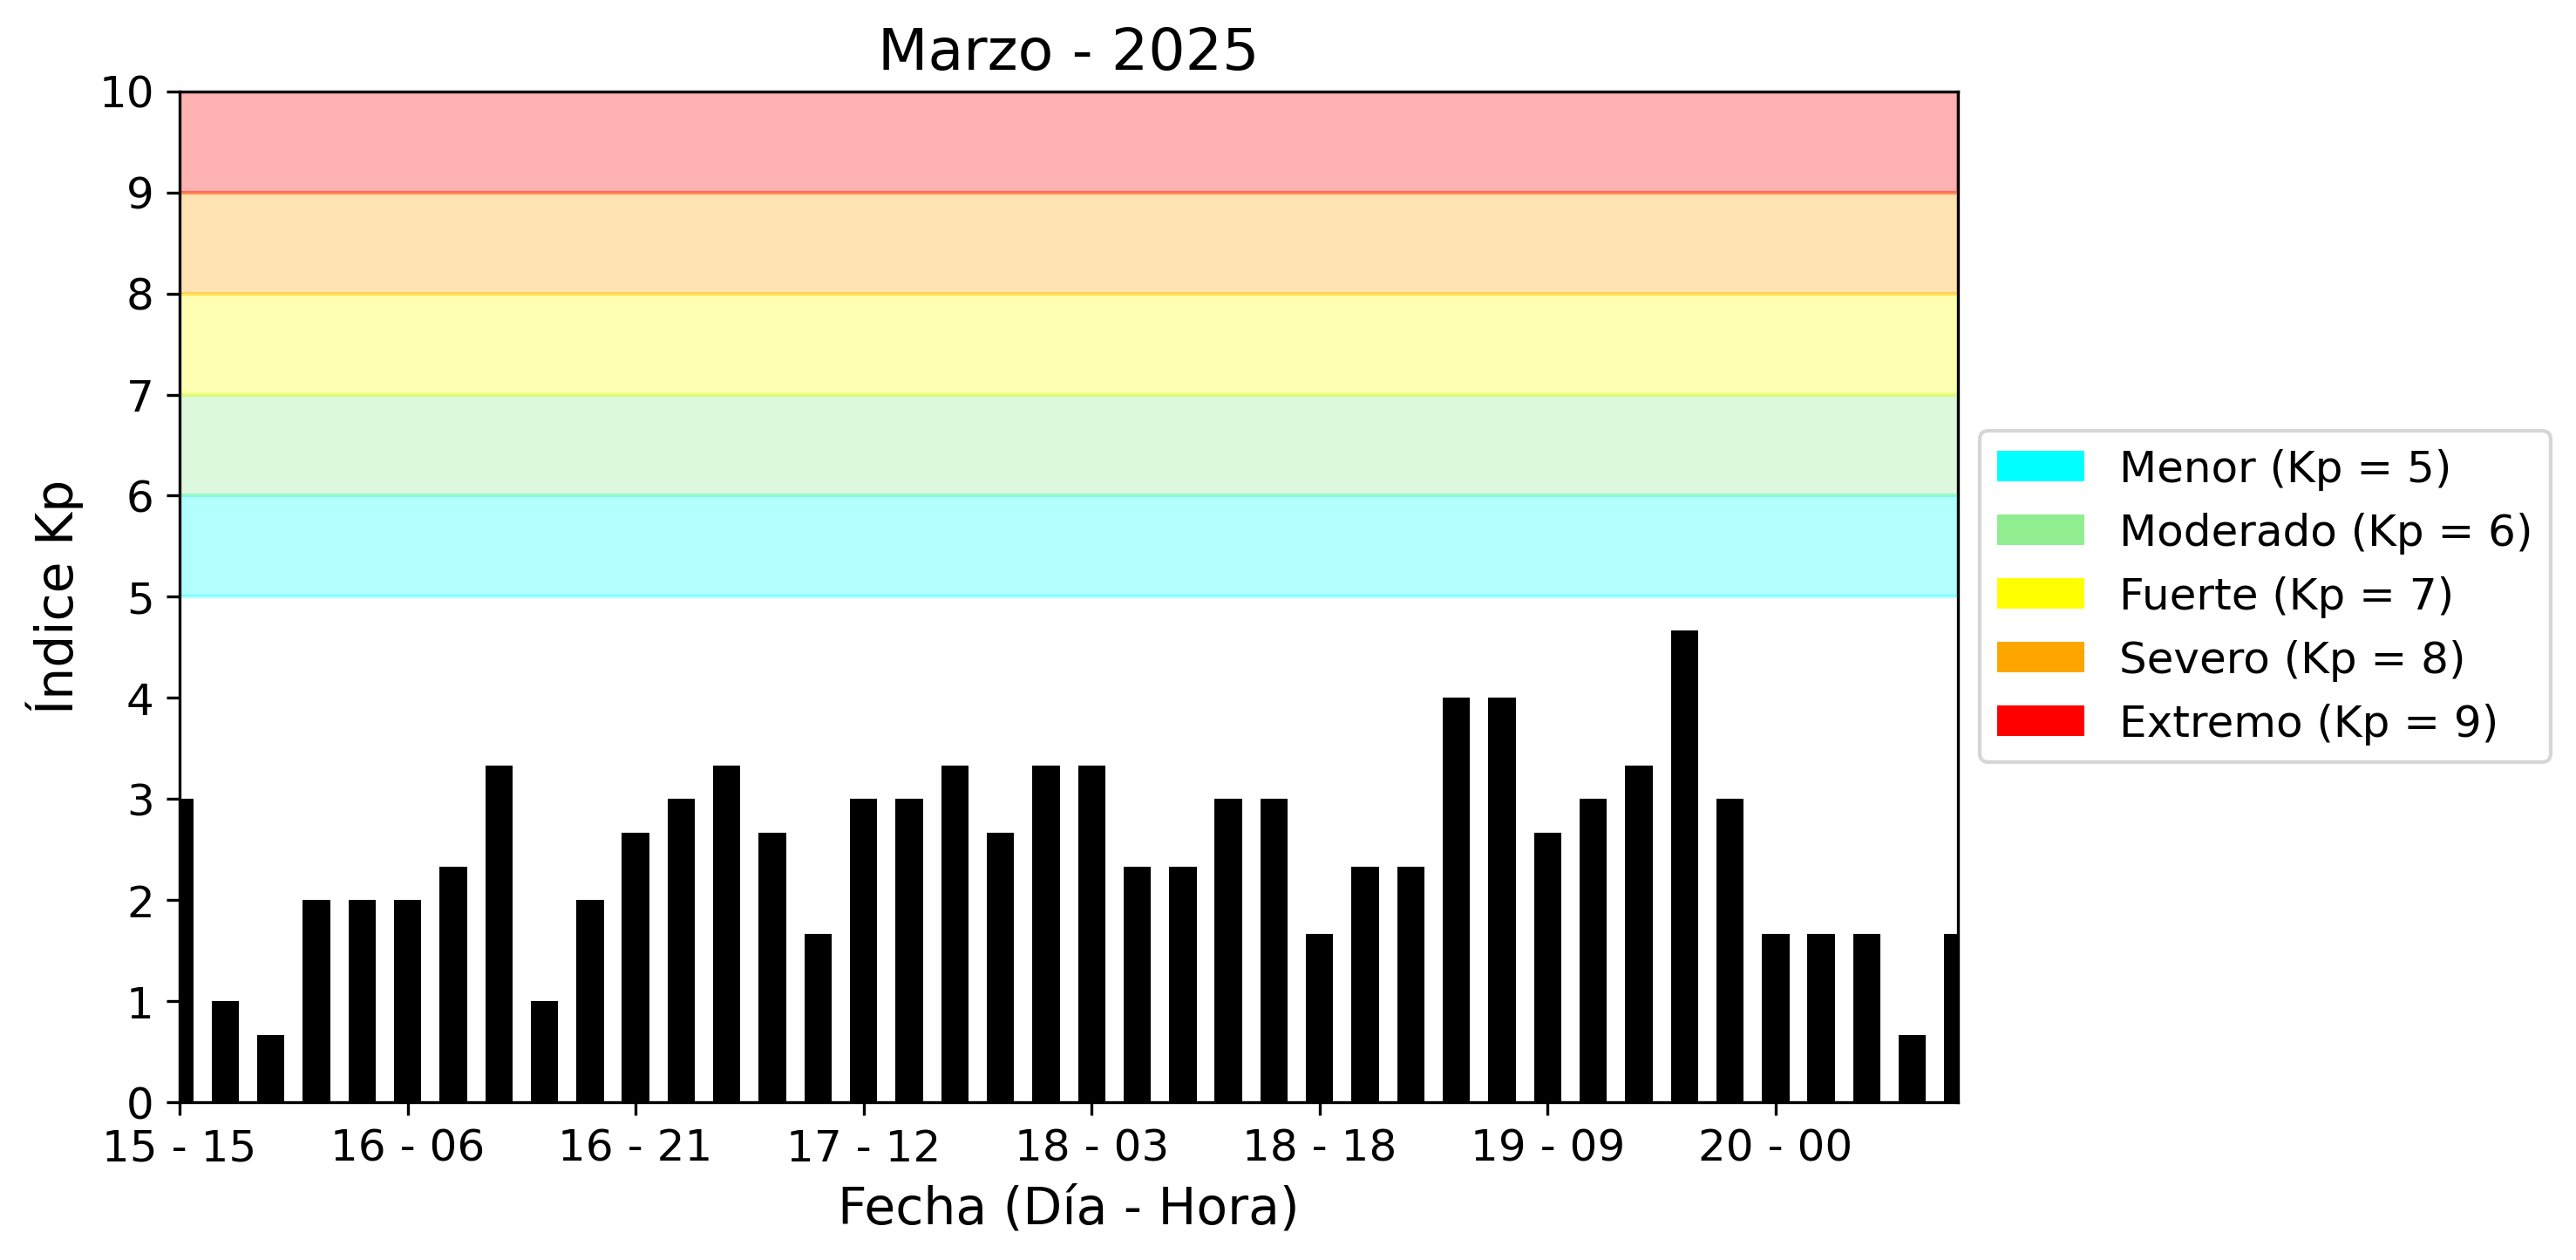 Marzo - 2025
10
9
8
7
6
5
4
3
2
1
0
Índice Kp
15 - 15
16 - 06
16 - 21
17 - 12
18 - 03
18 - 18
19 - 09
20 - 00
Fecha (Día - Hora)
Menor (Kp = 5)
Moderado (Kp = 6)
Fuerte (Kp = 7)
Severo (Kp = 8)
Extremo (Kp = 9)